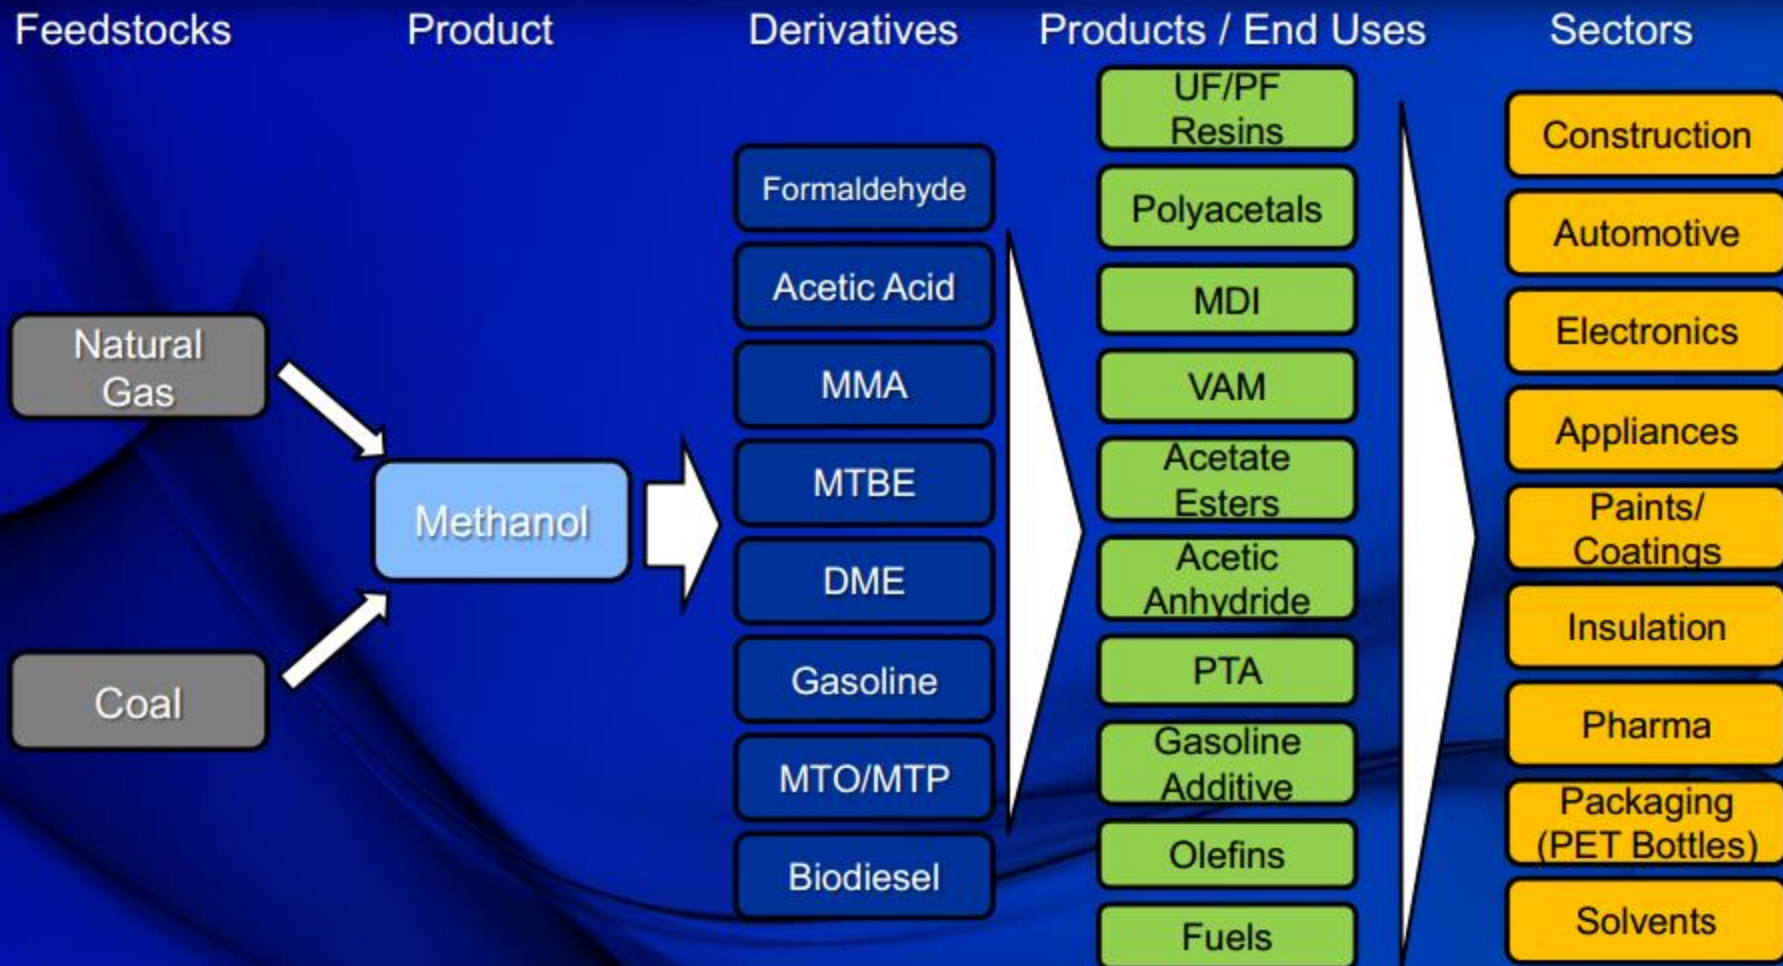 Feedstocks
Product
Derivatives
Products / End Uses
Sectors
Natural
Gas
Coal
Methanol
Formaldehyde
Acetic Acid
MMA
MTBE
DME
Gasoline
MTO/MTP
Biodiesel
UF/PF
Resins
Polyacetals
MDI
VAM
Acetate
Esters
Acetic
Anhydride
PTA
Gasoline
Additive
Olefins
Fuels
Construction
Automotive
Electronics
Appliances
Paints/
Coatings
Insulation
Pharma
Packaging
(PET Bottles)
Solvents